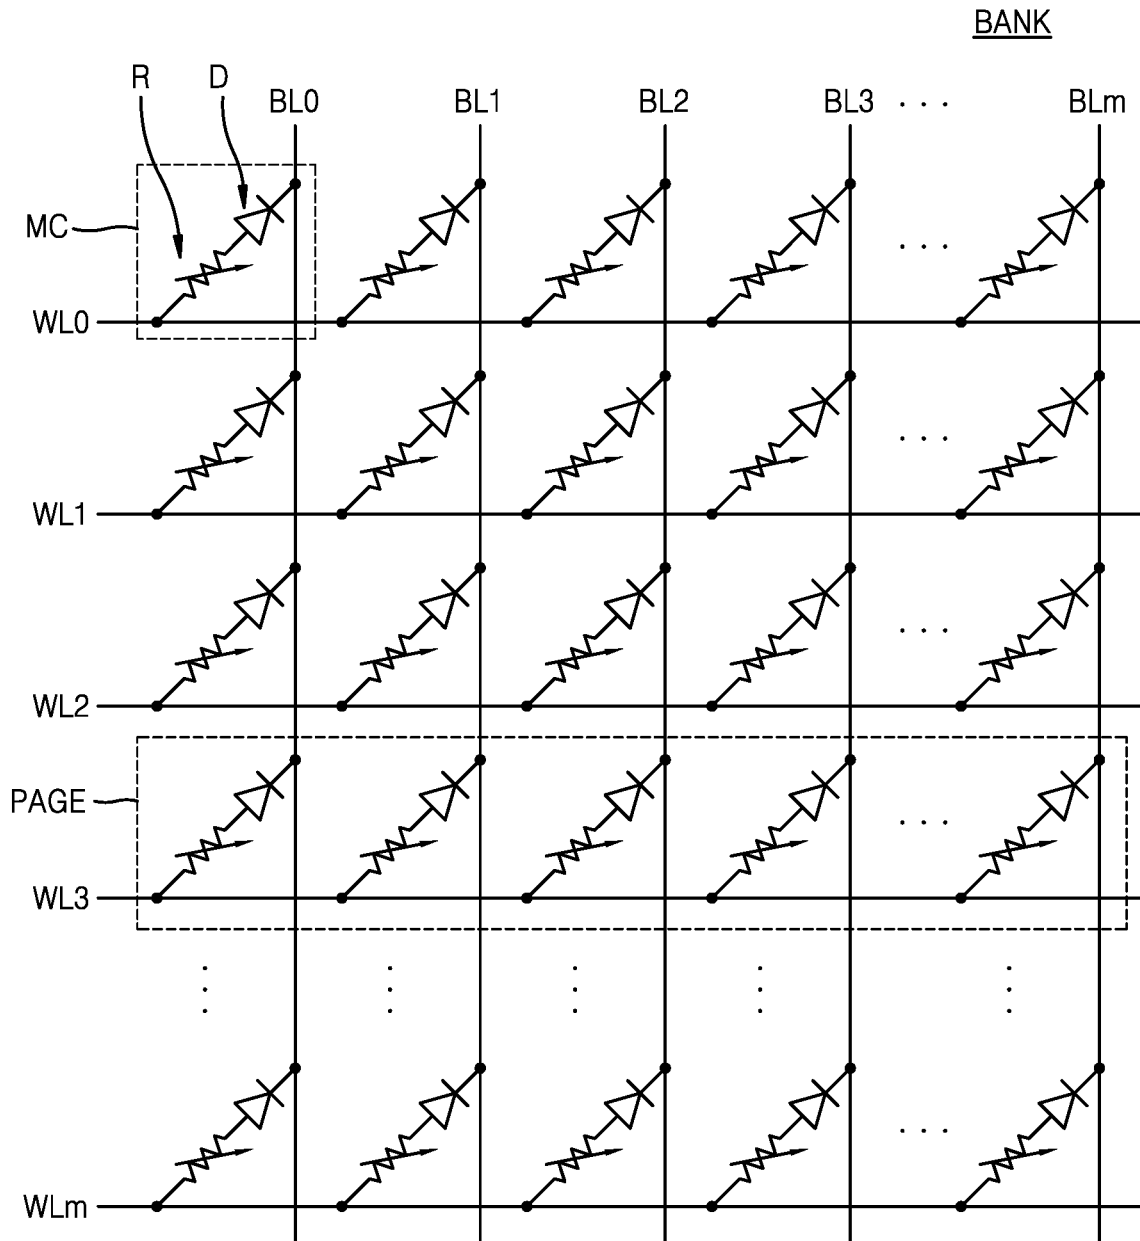 BANK
R D
BL0 BL1 BL2 BL3 . . . BLm
MC
. . .
WL0
. . .
WL1
. . .
WL2
PAGE
. . .
WL3
. . .
WLm